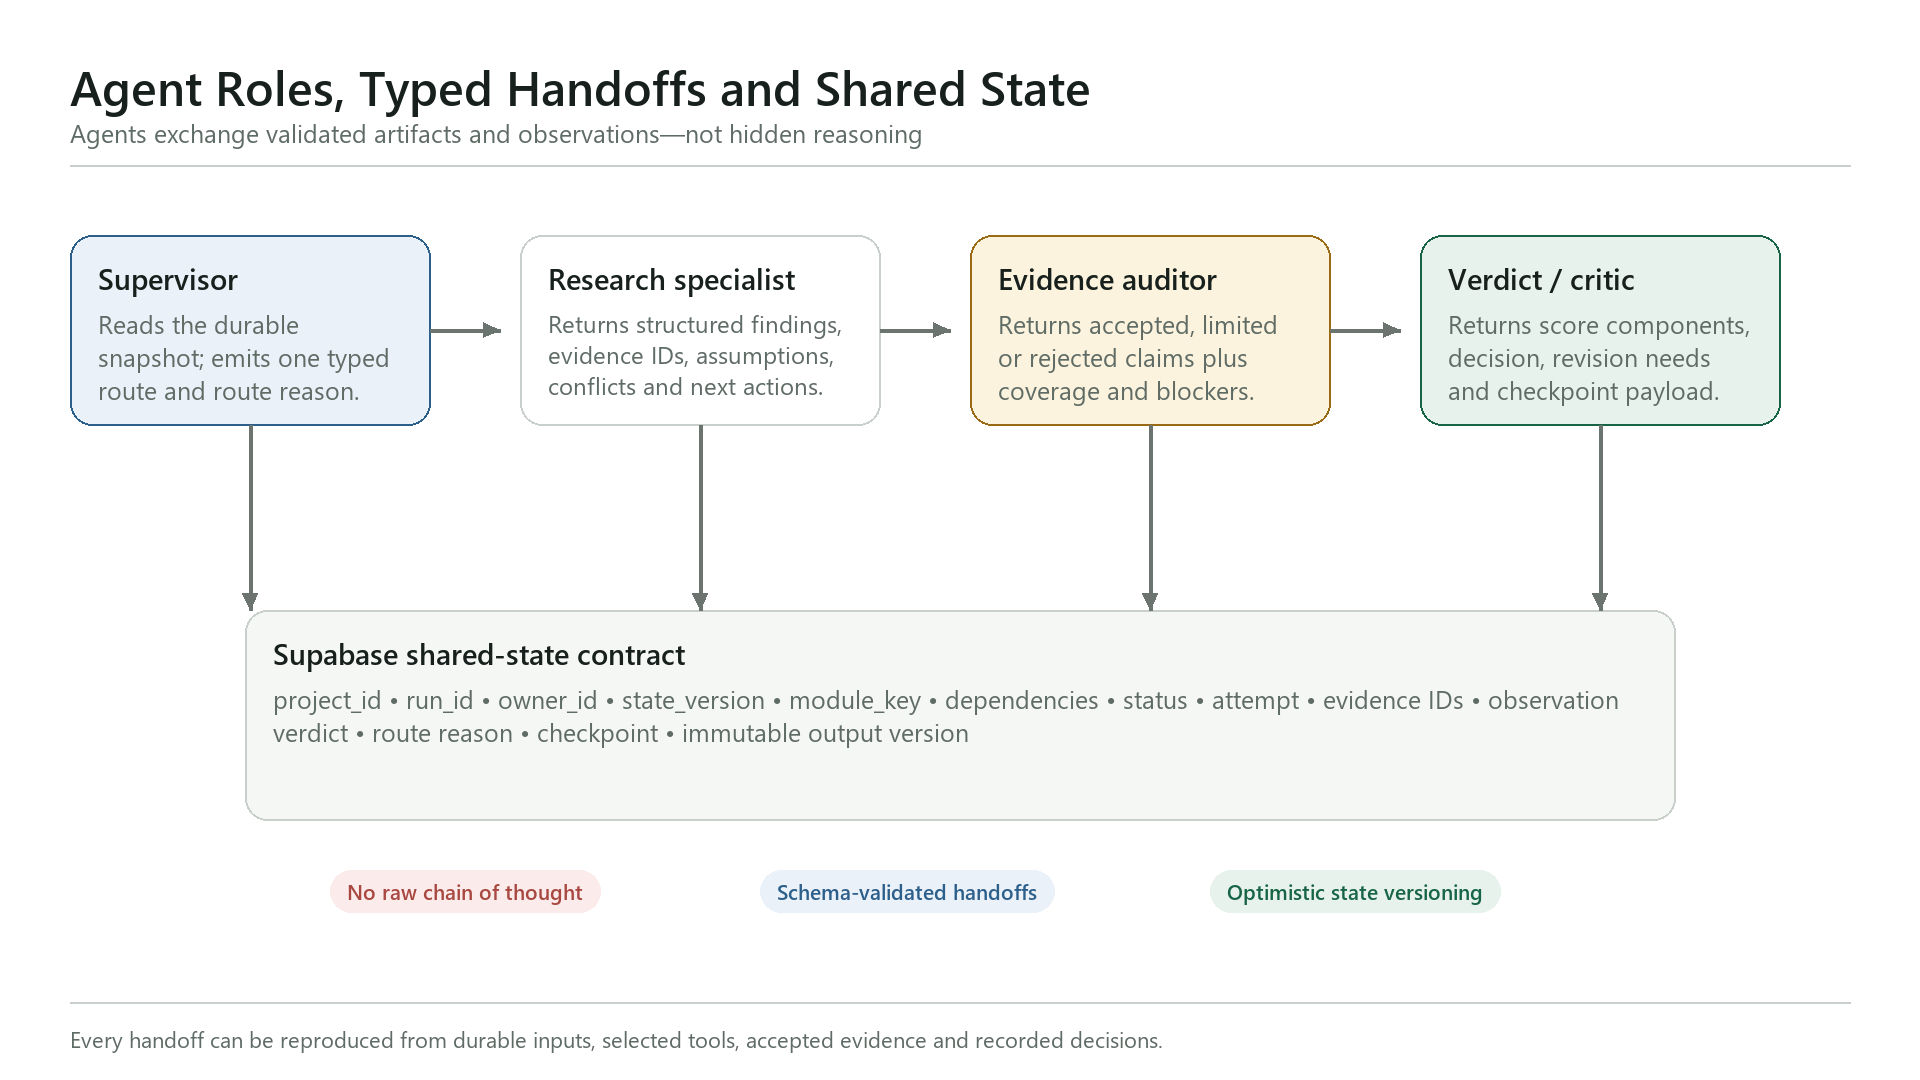 Agent Roles, Typed Handoffs and Shared State
Agents exchange validated artifacts and observations—not hidden reasoning
Supervisor
Reads the durable
snapshot; emits one typed
route and route reason.
Research specialist
Returns structured findings,
evidence IDs, assumptions,
conflicts and next actions.
Evidence auditor
Returns accepted, limited
or rejected claims plus
coverage and blockers.
Verdict / critic
Returns score components,
decision, revision needs
and checkpoint payload.
Supabase shared-state contract
project_id • run_id • owner_id • state_version • module_key • dependencies • status • attempt • evidence IDs • observation
verdict • route reason • checkpoint • immutable output version
No raw chain of thought
Schema-validated handoffs
Optimistic state versioning
Every handoff can be reproduced from durable inputs, selected tools, accepted evidence and recorded decisions.